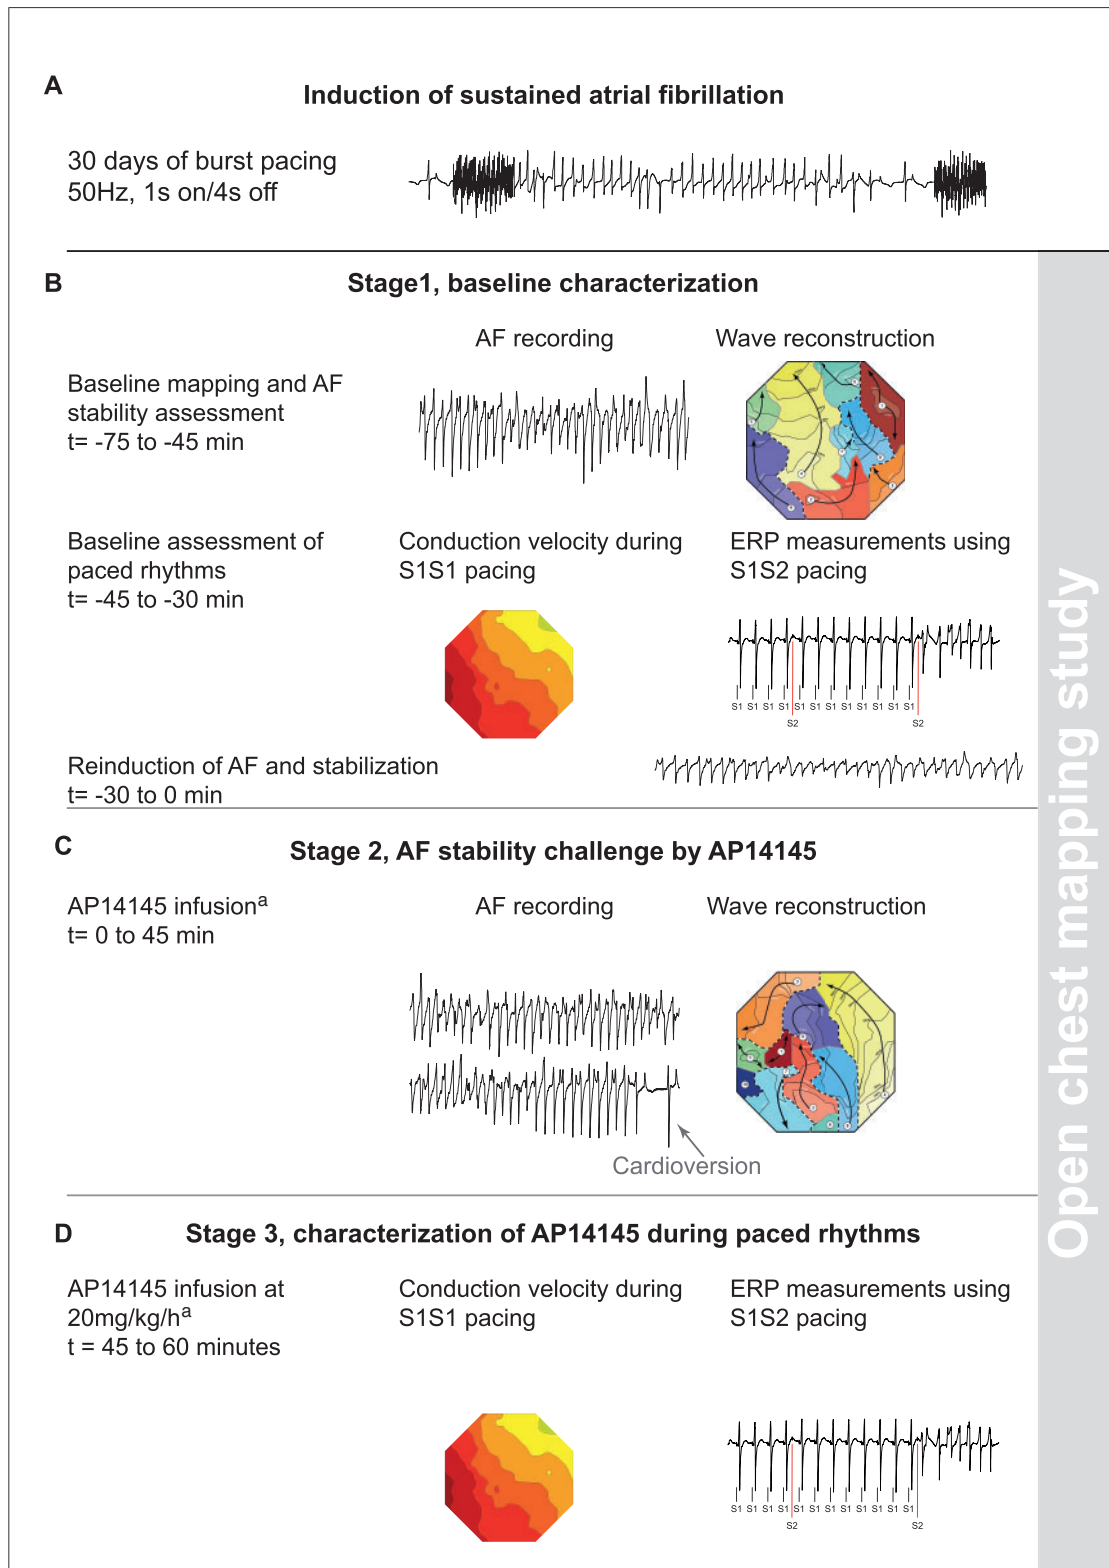 A
Induction of sustained atrial fibrillation
30 days of burst pacing
50Hz, 1s on/4s off
B
Stage1, baseline characterization
AF recording
Wave reconstruction
Baseline mapping and AF
stability assessment
t= -75 to -45 min
Baseline assessment of
paced rhythms
t= -45 to -30 min
Conduction velocity during
S1S1 pacing
ERP measurements using
S1S2 pacing
S1 S1 S1 S1 S1 S1 S1 S1 S1 S1 S1 S1
S2 S2
Reinduction of AF and stabilization
t= -30 to 0 min
C
Stage 2, AF stability challenge by AP14145
AP14145 infusionª
t= 0 to 45 min
AF recording
Wave reconstruction
Cardioversion
D
Stage 3, characterization of AP14145 during paced rhythms
AP14145 infusion at
20mg/kg/hª
t = 45 to 60 minutes
Conduction velocity during
S1S1 pacing
ERP measurements using
S1S2 pacing
S1 S1 S1 S1 S1 S1 S1 S1 S1 S1 S1 S1
S2 S2
Open chest mapping study